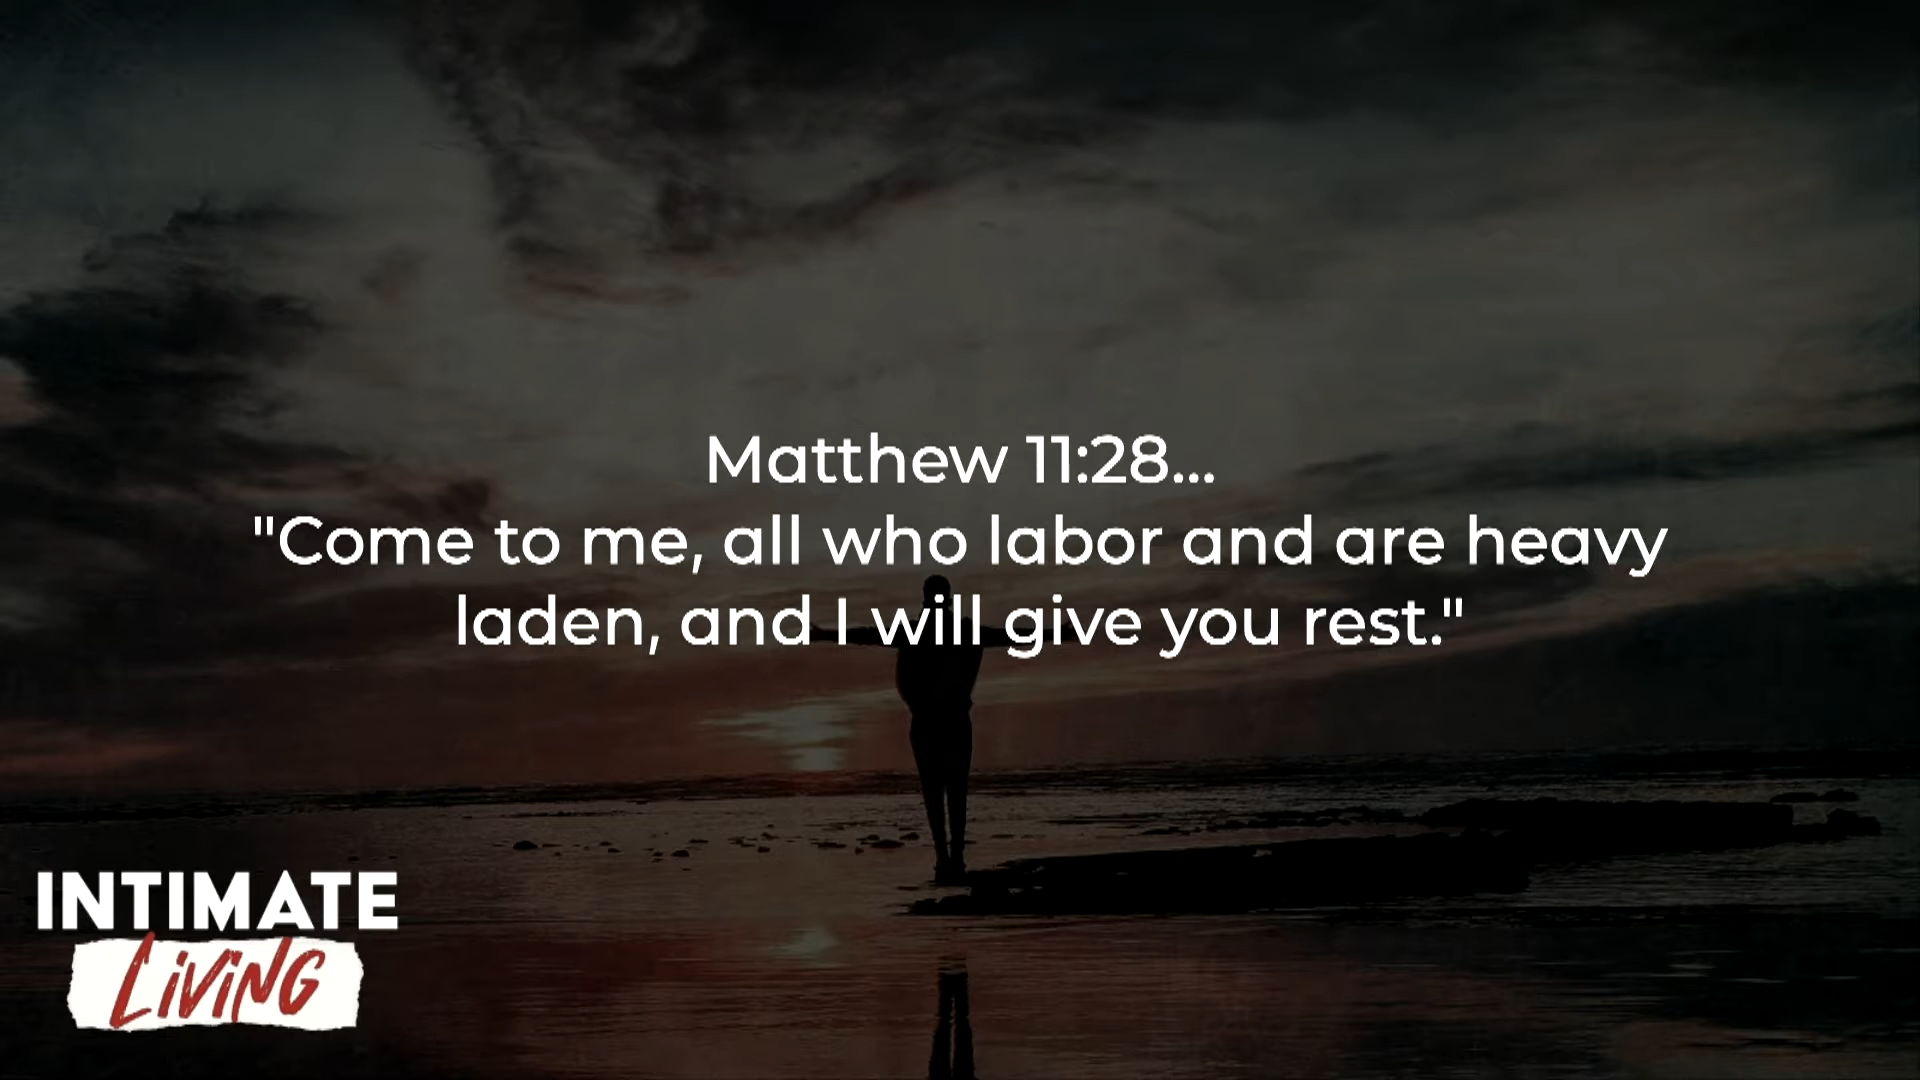 Matthew 11:28...
"Come to me, all who labor and are heavy
laden, and I will give you rest."
INTIMATE
LiViNG